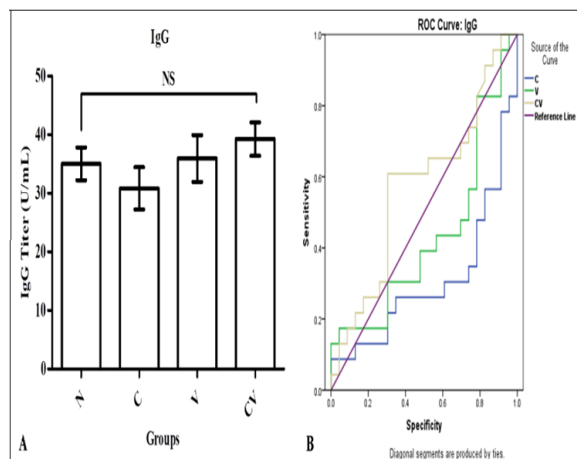 IgG
NS
IgG Titer (U/mL)
50
40
30
20
10
0
N
C
V
CV
Groups
A
ROC Curve: IgG
Source of the
Curve
C
V
CV
Reference Line
Sensitivity
1.0
0.8
0.6
0.4
0.2
0.0
0.0 0.2 0.4 0.6 0.8 1.0
Specificity
B
Diagonal segments are produced by ties.